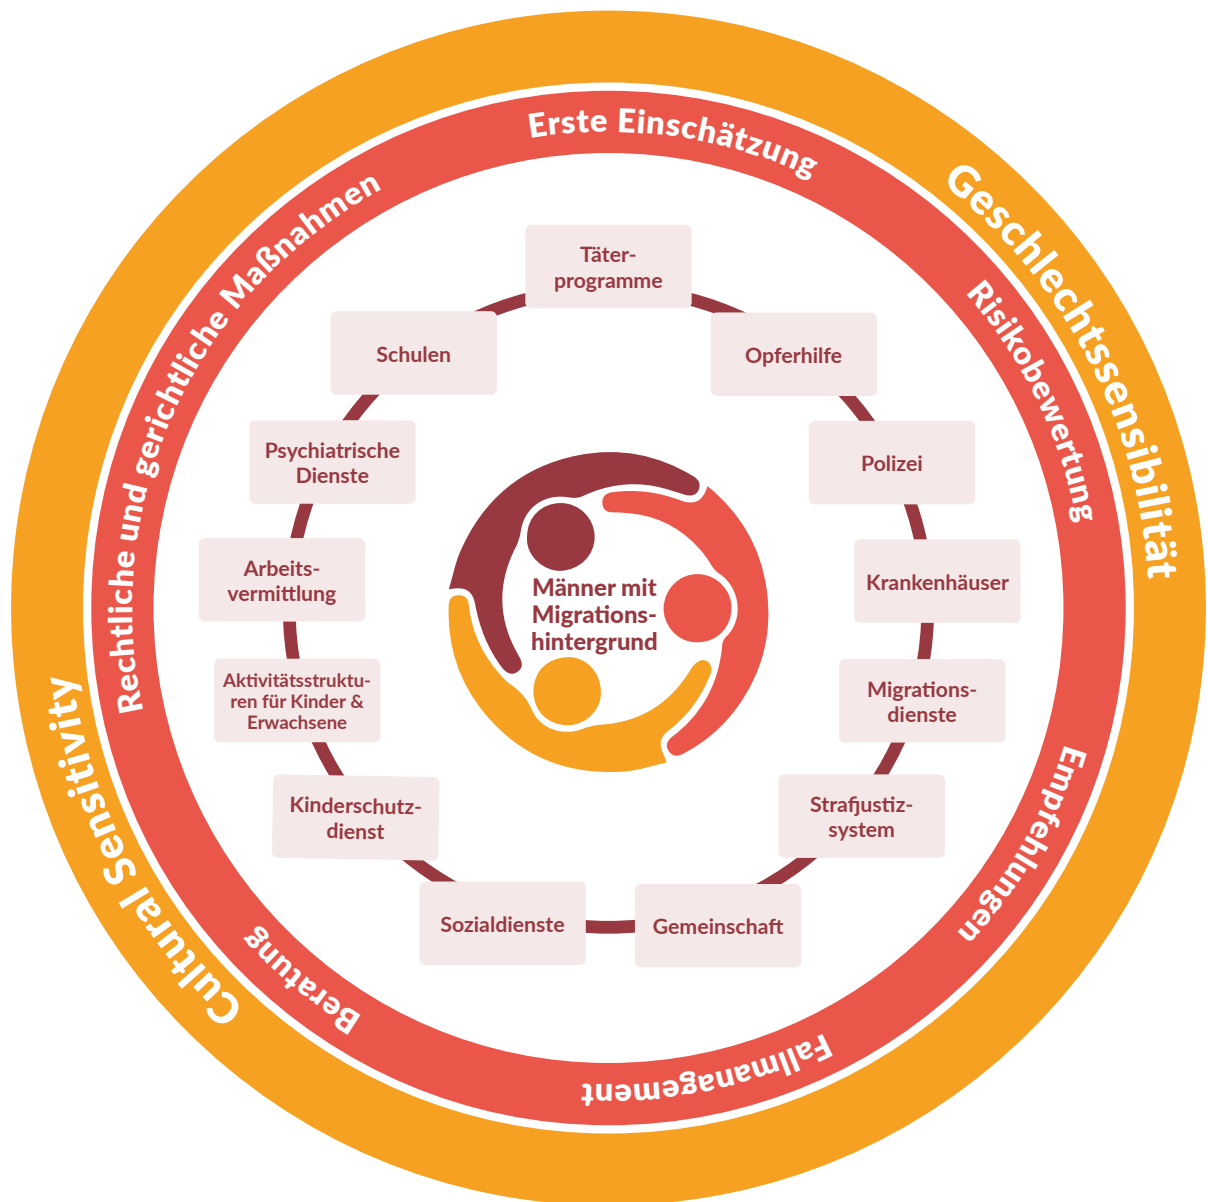 Geschlechtssensibilität
Cultural Sensitivity
Erste Einschätzung
Risikobewertung
Empfehlungen
Fallmanagement
Beratung
Rechtliche und gerichtliche Maßnahmen
Täter-
programme
Opferhilfe
Polizei
Krankenhäuser
Migrations-
dienste
Strafjustiz-
system
Gemeinschaft
Sozialdienste
Kinderschutz-
dienst
Aktivitätsstruktu-
ren für Kinder &
Erwachsene
Arbeits-
vermittlung
Psychiatrische
Dienste
Schulen
Männer mit
Migrations-
hintergrund